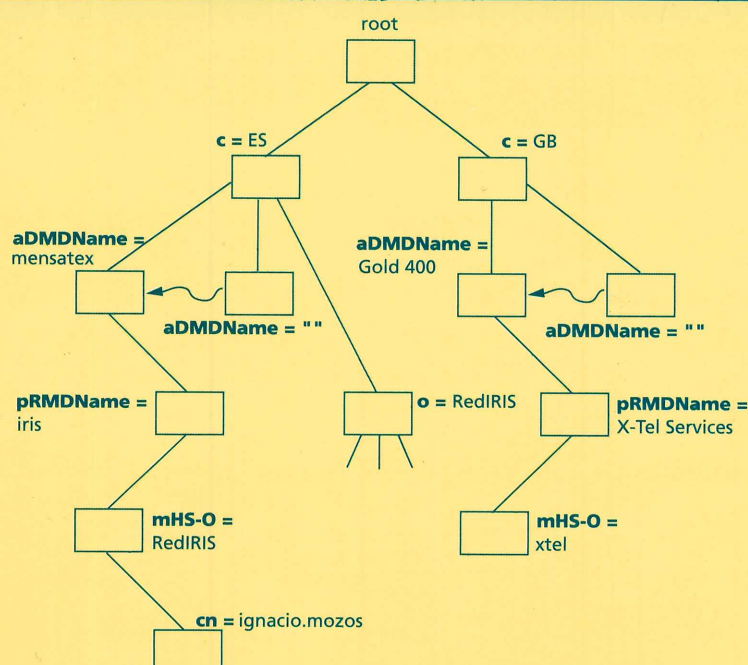 root
c = ES
c = GB
aDMDName =
mensatex
aDMDName =
Gold 400
aDMDName = " "
aDMDName = " "
pRMDName =
iris
o = RedIRIS
pRMDName =
X-Tel Services
mHS-O =
RedIRIS
mHS-O =
xtel
cn = ignacio.mozos